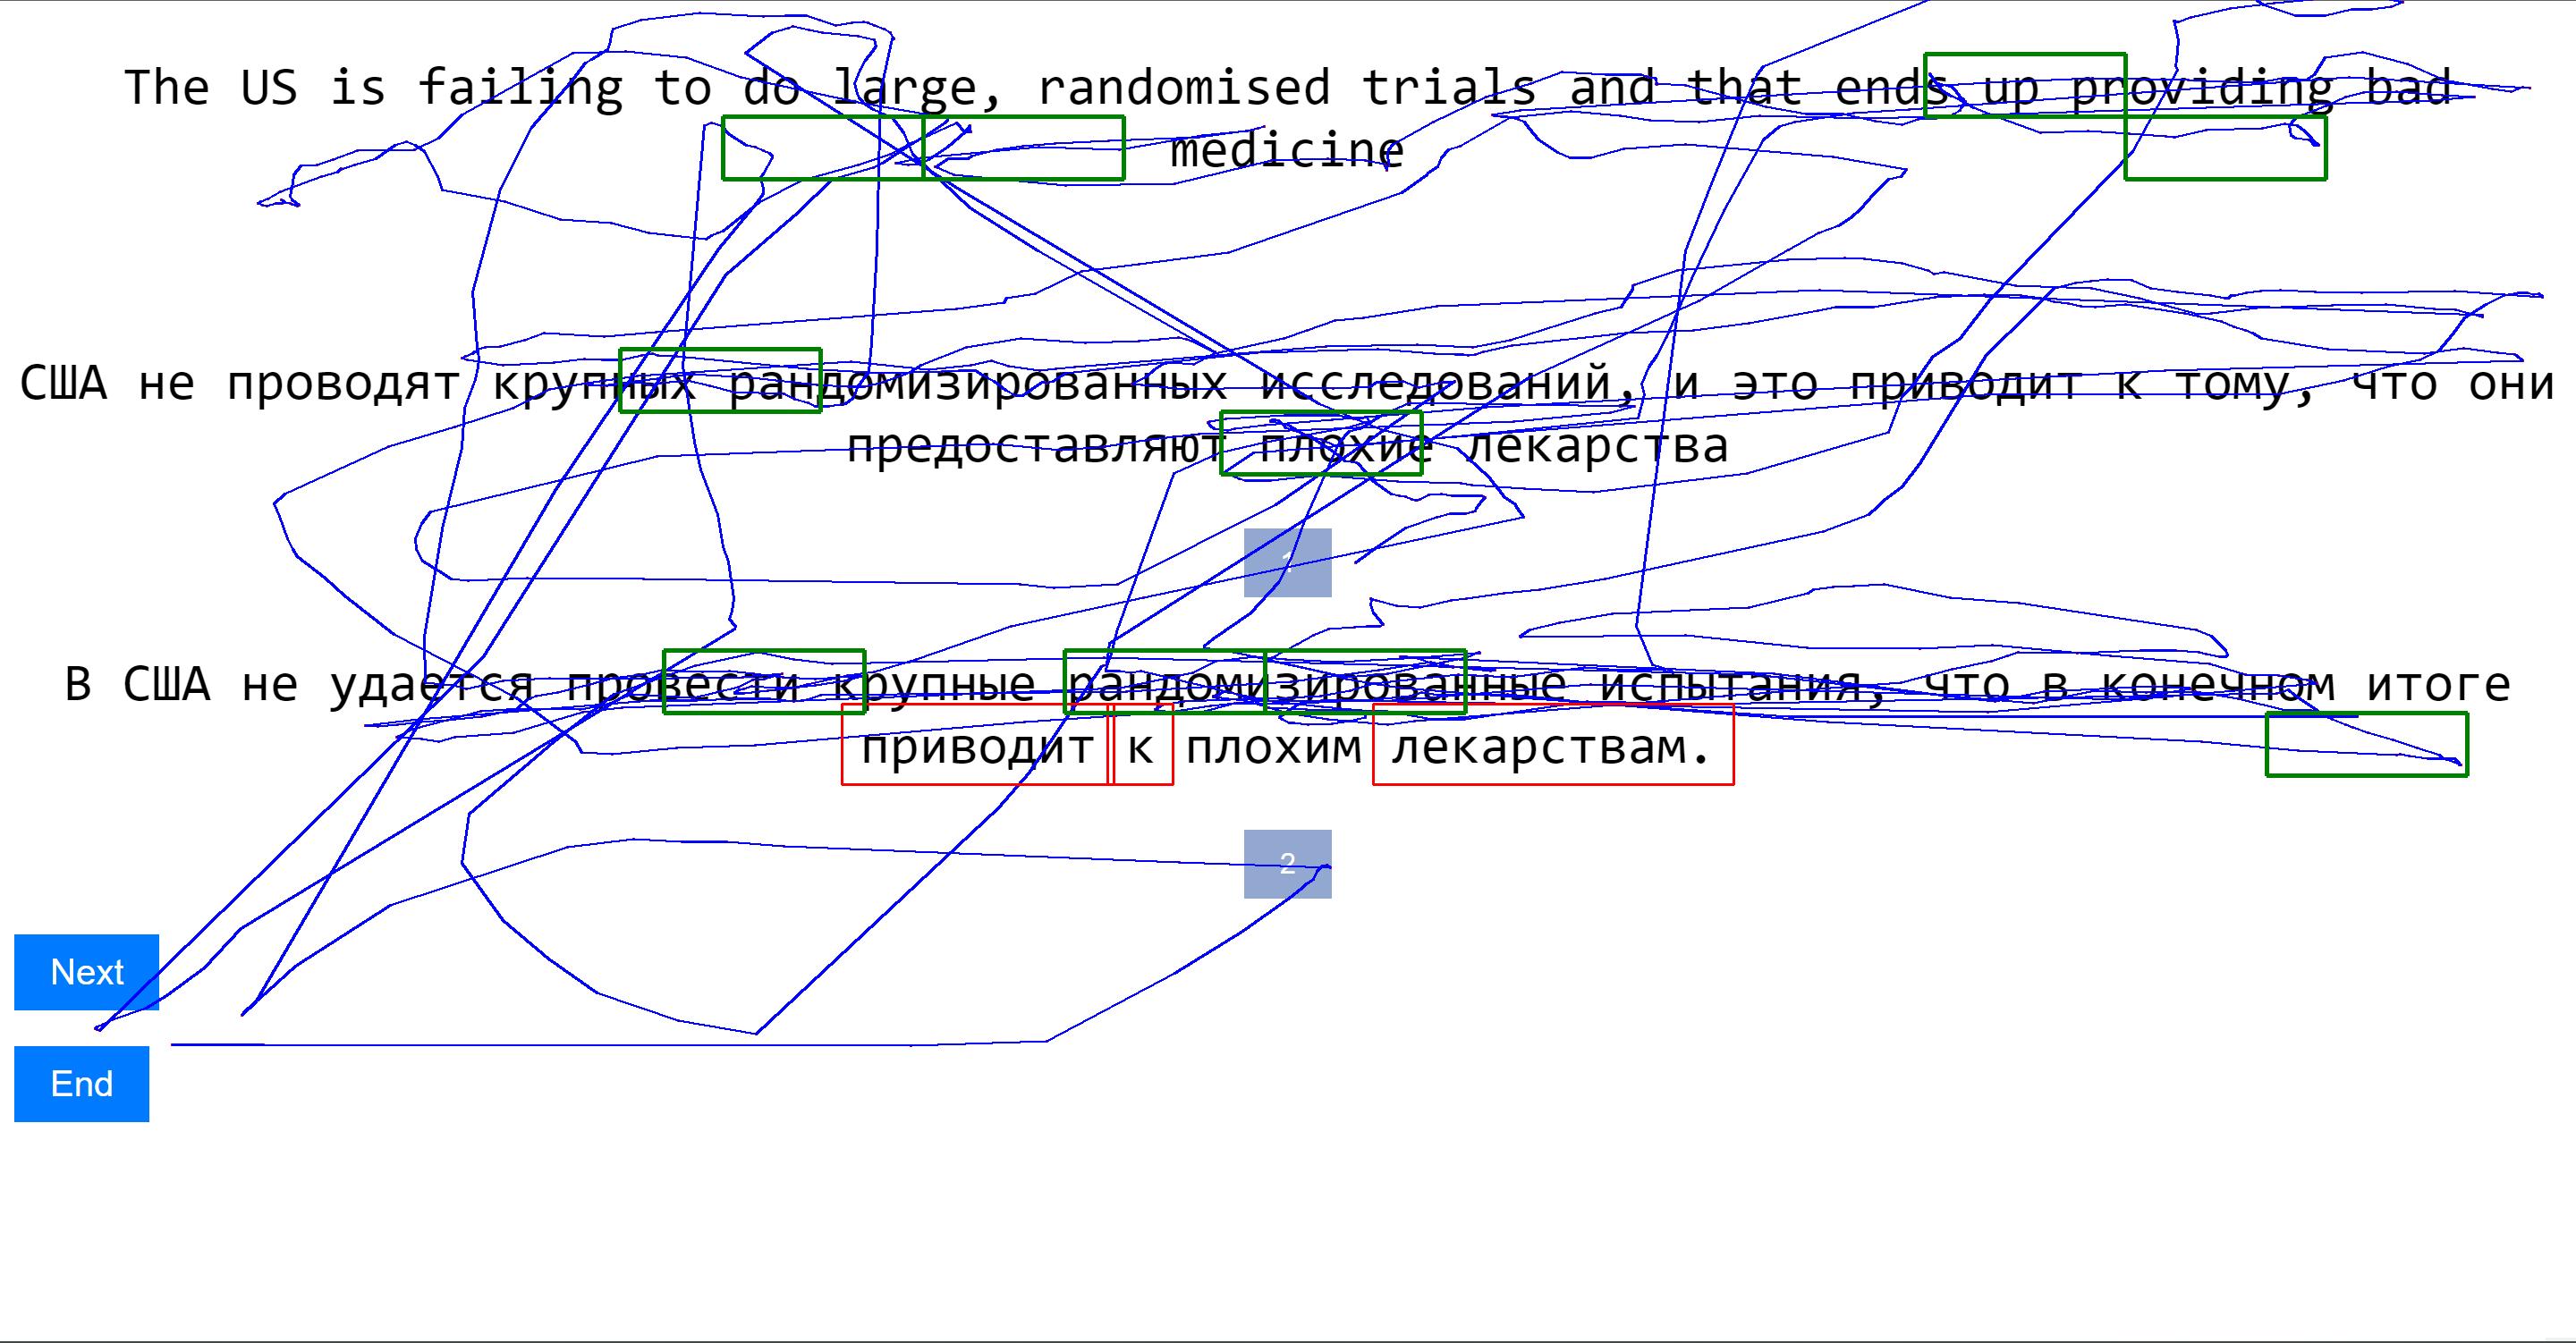 The US is failing to do large, randomised trials and that ends up providing bad
medicine
США не проводят крупных рандомизированных исследований, и это приводит к тому, что они
предоставляют плохие лекарства
1
В США не удается провести крупные рандомизированные испытания, что в конечном итоге
приводит к плохим лекарствам.
2
Next
End